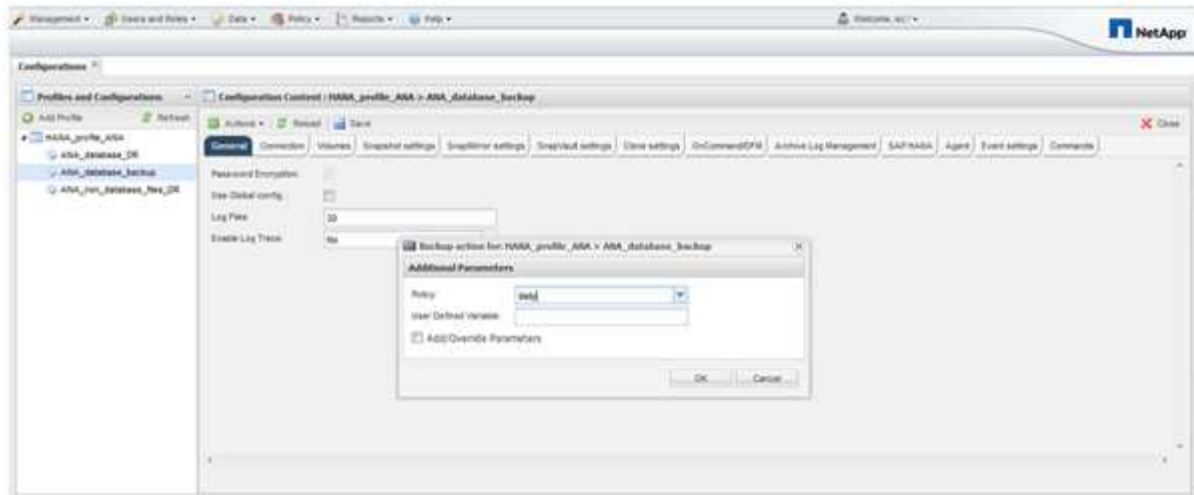 Management Users and Roles Data Policy Reports Help Welcome,
NetApp
Configurations
Profiles and Configurations
Configuration Content : HANA_profile_ANA > ANA_database_backup
Add Profile Refresh
Actions Reload Save Close
HANA_profile_ANA
ANA_database_DR
ANA_database_backup
ANA_non_database_files_DR
General Connection Volumes Snapshot settings SnapMirror settings SnapVault settings Clone settings OnCommand/DFM Archive Log Management SAP HANA Agent Event settings Commands
Password Encryption:
Use Global config:
Log Files: 30
Enable Log Trace: No
Backup action for: HANA_profile_ANA > ANA_database_backup
Additional Parameters
Policy:
User Defined Variable:
Add/Override Parameters
OK Cancel